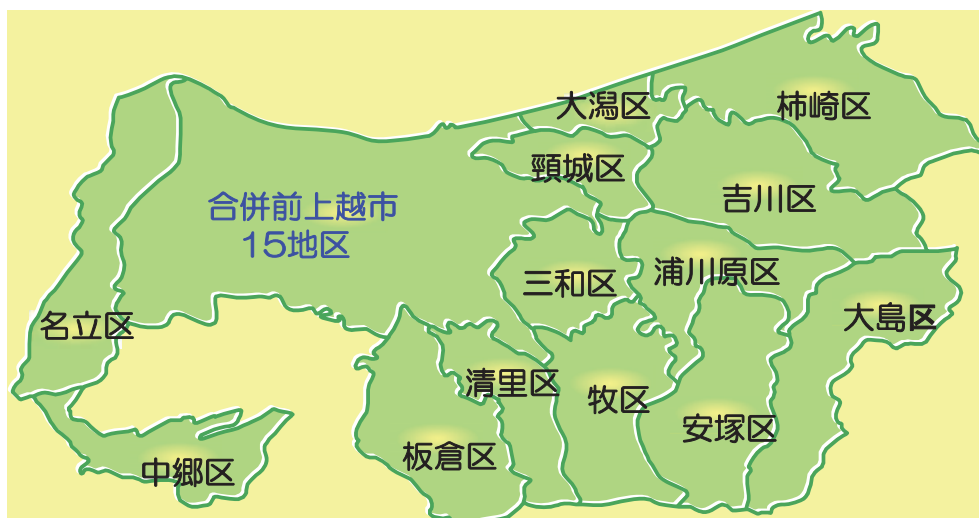 大潟区
柿崎区
頸城区
吉川区
合併前上越市
15地区
三和区
浦川原区
大島区
名立区
清里区
牧区
安塚区
板倉区
中郷区